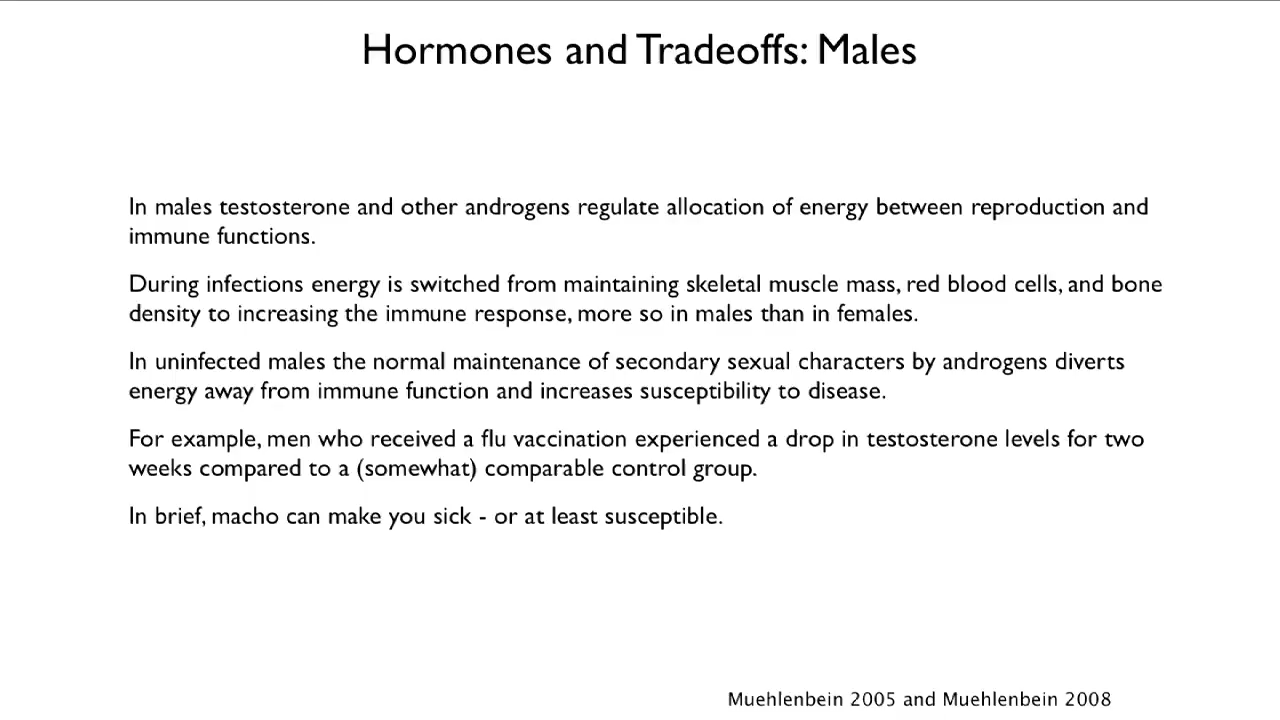 Hormones and Tradeoffs: Males
In males testosterone and other androgens regulate allocation of energy between reproduction and
immune functions.
During infections energy is switched from maintaining skeletal muscle mass, red blood cells, and bone
density to increasing the immune response, more so in males than in females.
In uninfected males the normal maintenance of secondary sexual characters by androgens diverts
energy away from immune function and increases susceptibility to disease.
For example, men who received a flu vaccination experienced a drop in testosterone levels for two
weeks compared to a (somewhat) comparable control group.
In brief, macho can make you sick - or at least susceptible.
Muehlenbein 2005 and Muehlenbein 2008